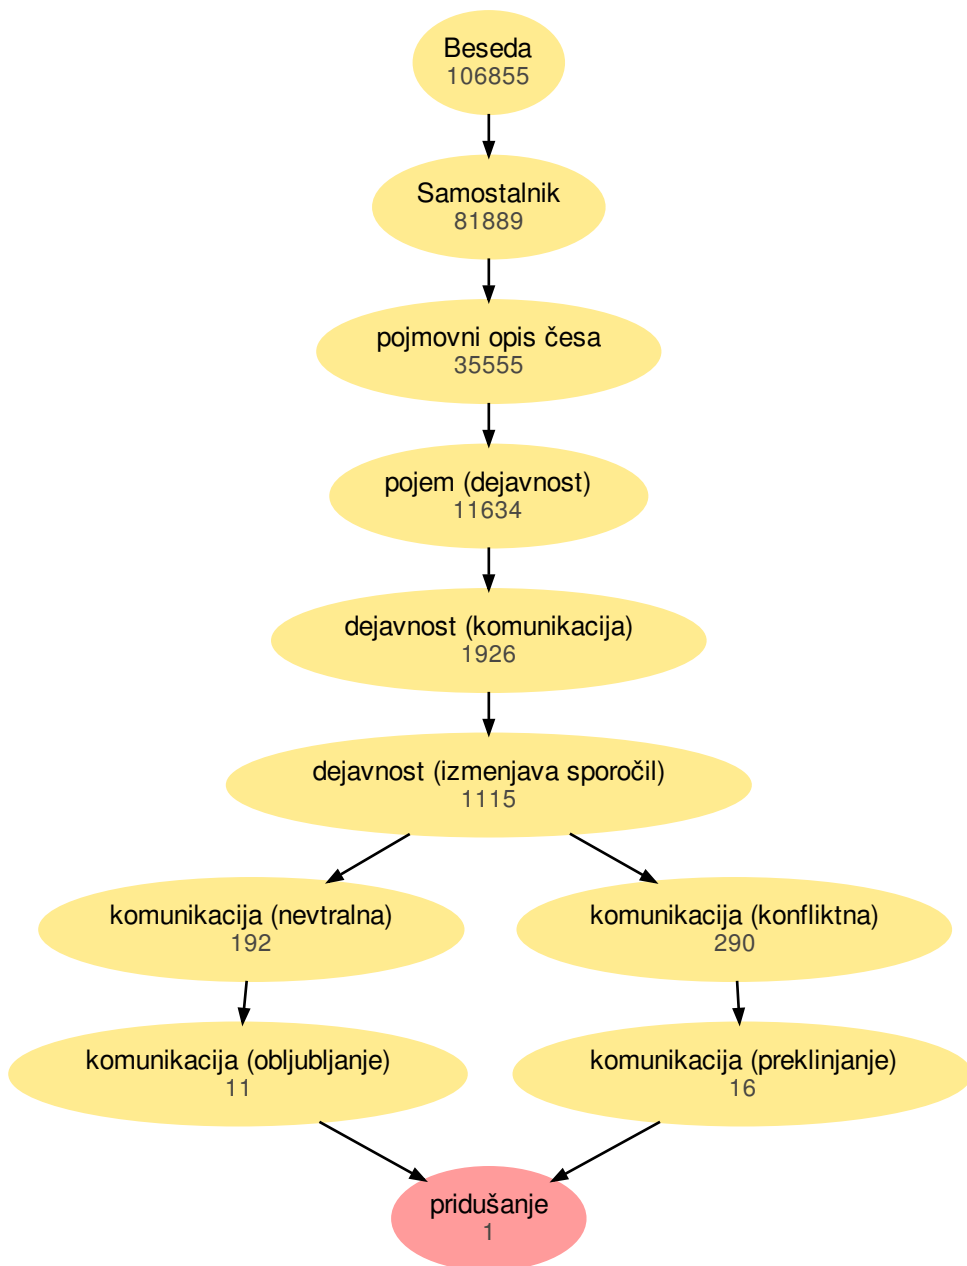 Beseda
106855
Samostalnik
81889
pojmovni opis česa
35555
pojem (dejavnost)
11634
dejavnost (komunikacija)
1926
dejavnost (izmenjava sporočil)
1115
komunikacija (nevtralna)
192
komunikacija (konfliktna)
290
komunikacija (obljubljanje)
11
komunikacija (preklinjanje)
16
pridušanje
1